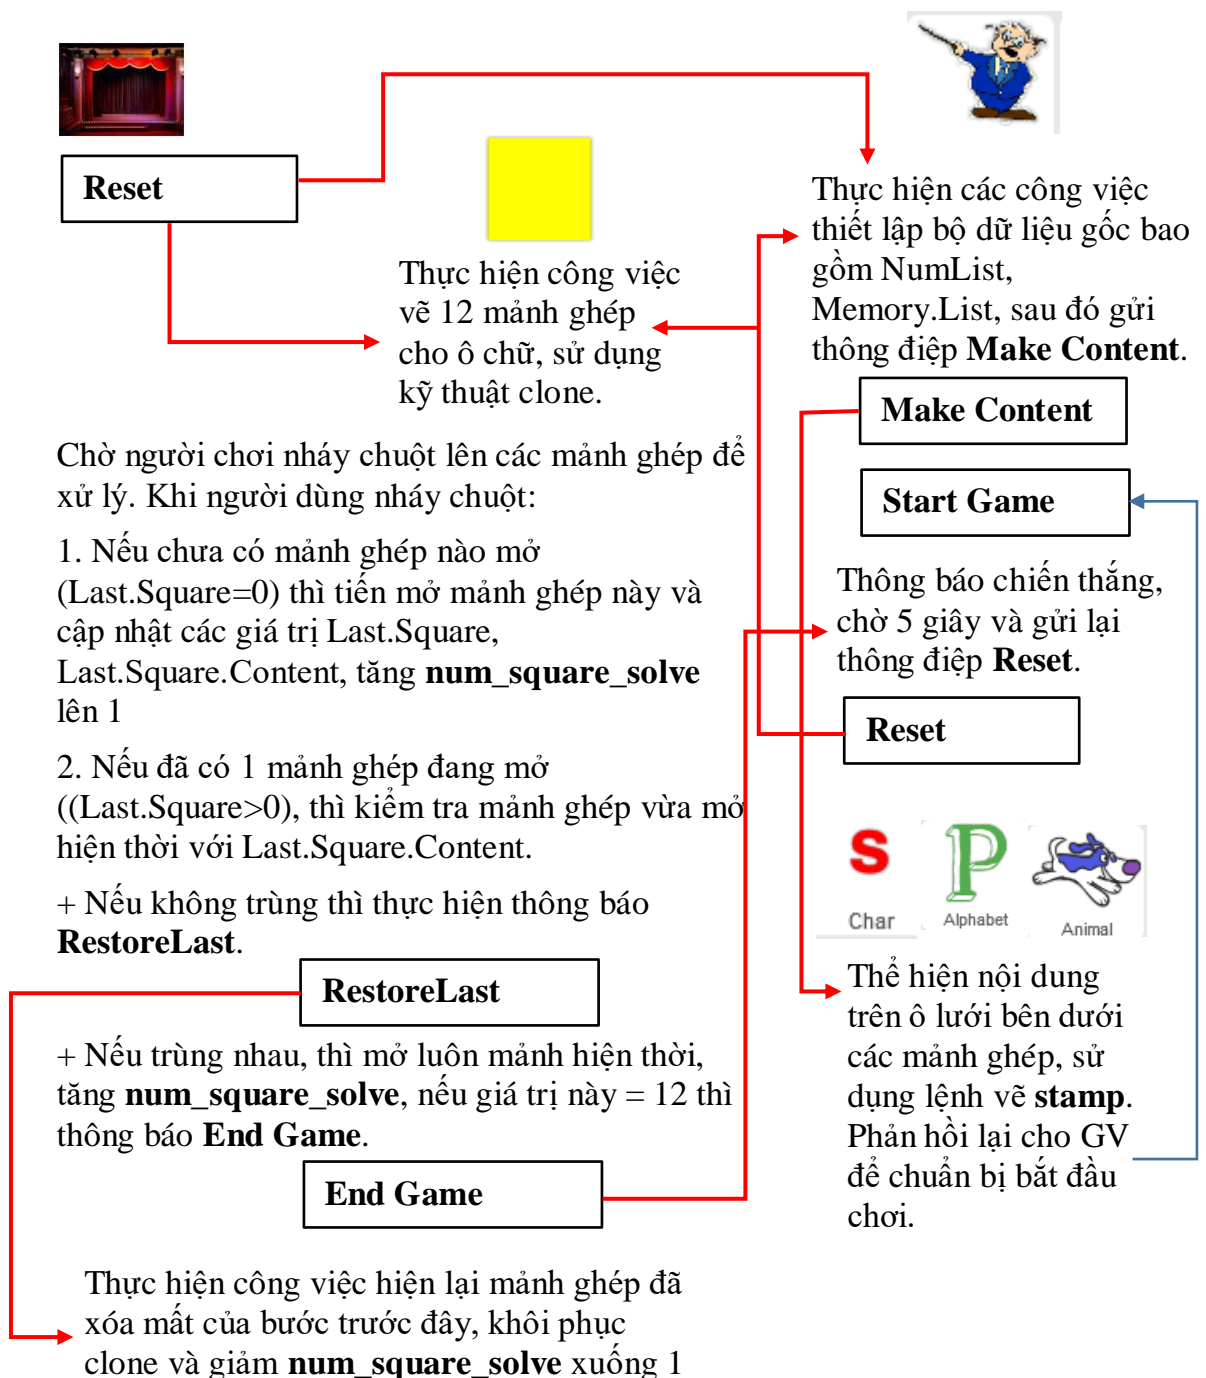 Reset
Thực hiện công việc
vẽ 12 mảnh ghép
cho ô chữ, sử dụng
kỹ thuật clone.
Chờ người chơi nháy chuột lên các mảnh ghép để
xử lý. Khi người dùng nháy chuột:
1. Nếu chưa có mảnh ghép nào mở
(Last.Square=0) thì tiến mở mảnh ghép này và
cập nhật các giá trị Last.Square,
Last.Square.Content, tăng num_square_solve
lên 1
2. Nếu đã có 1 mảnh ghép đang mở
((Last.Square>0), thì kiểm tra mảnh ghép vừa mở
hiện thời với Last.Square.Content.
+ Nếu không trùng thì thực hiện thông báo
RestoreLast.
RestoreLast
+ Nếu trùng nhau, thì mở luôn mảnh hiện thời,
tăng num_square_solve, nếu giá trị này = 12 thì
thông báo End Game.
End Game
Thực hiện công việc hiện lại mảnh ghép đã
xóa mất của bước trước đây, khôi phục
clone và giảm num_square_solve xuống 1
Thực hiện các công việc
thiết lập bộ dữ liệu gốc bao
gồm NumList,
Memory.List, sau đó gửi
thông điệp Make Content.
Make Content
Start Game
Thông báo chiến thắng,
chờ 5 giây và gửi lại
thông điệp Reset.
Reset
S P
Char Alphabet Animal
Thể hiện nội dung
trên ô lưới bên dưới
các mảnh ghép, sử
dụng lệnh vẽ stamp.
Phản hồi lại cho GV
để chuẩn bị bắt đầu
chơi.